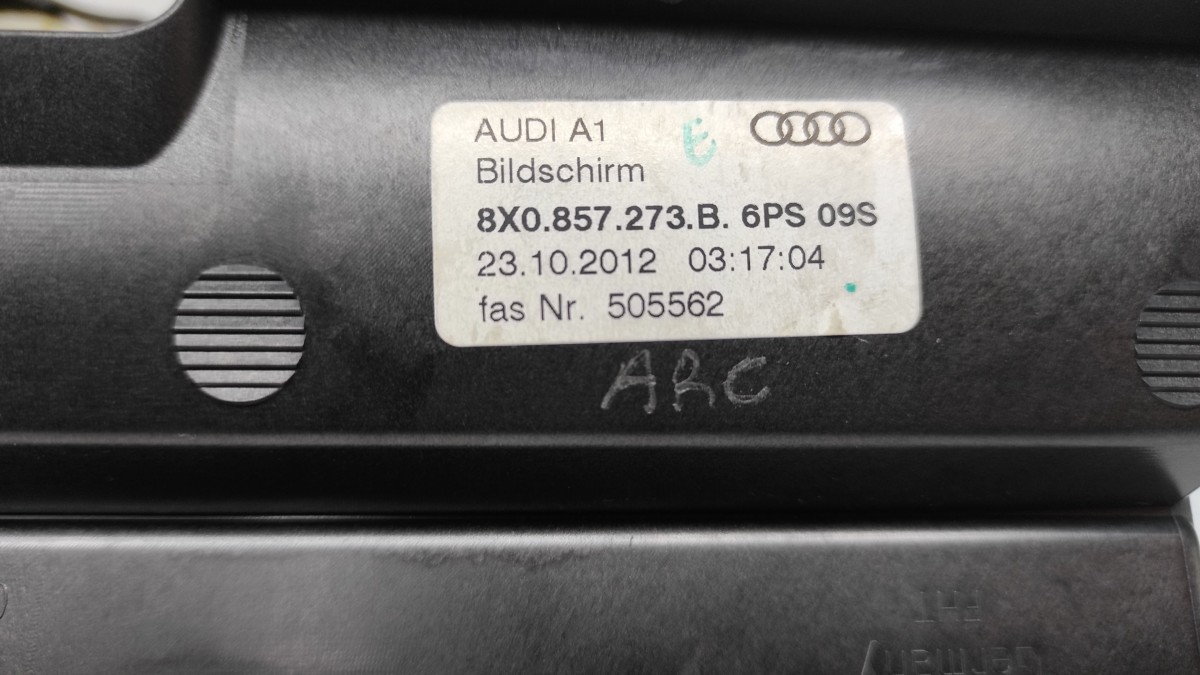 AUDI A1
Bildschirm
8X0.857.273.B. 6PS 09S
23.10.2012 03:17:04
fas Nr. 505562
ARC